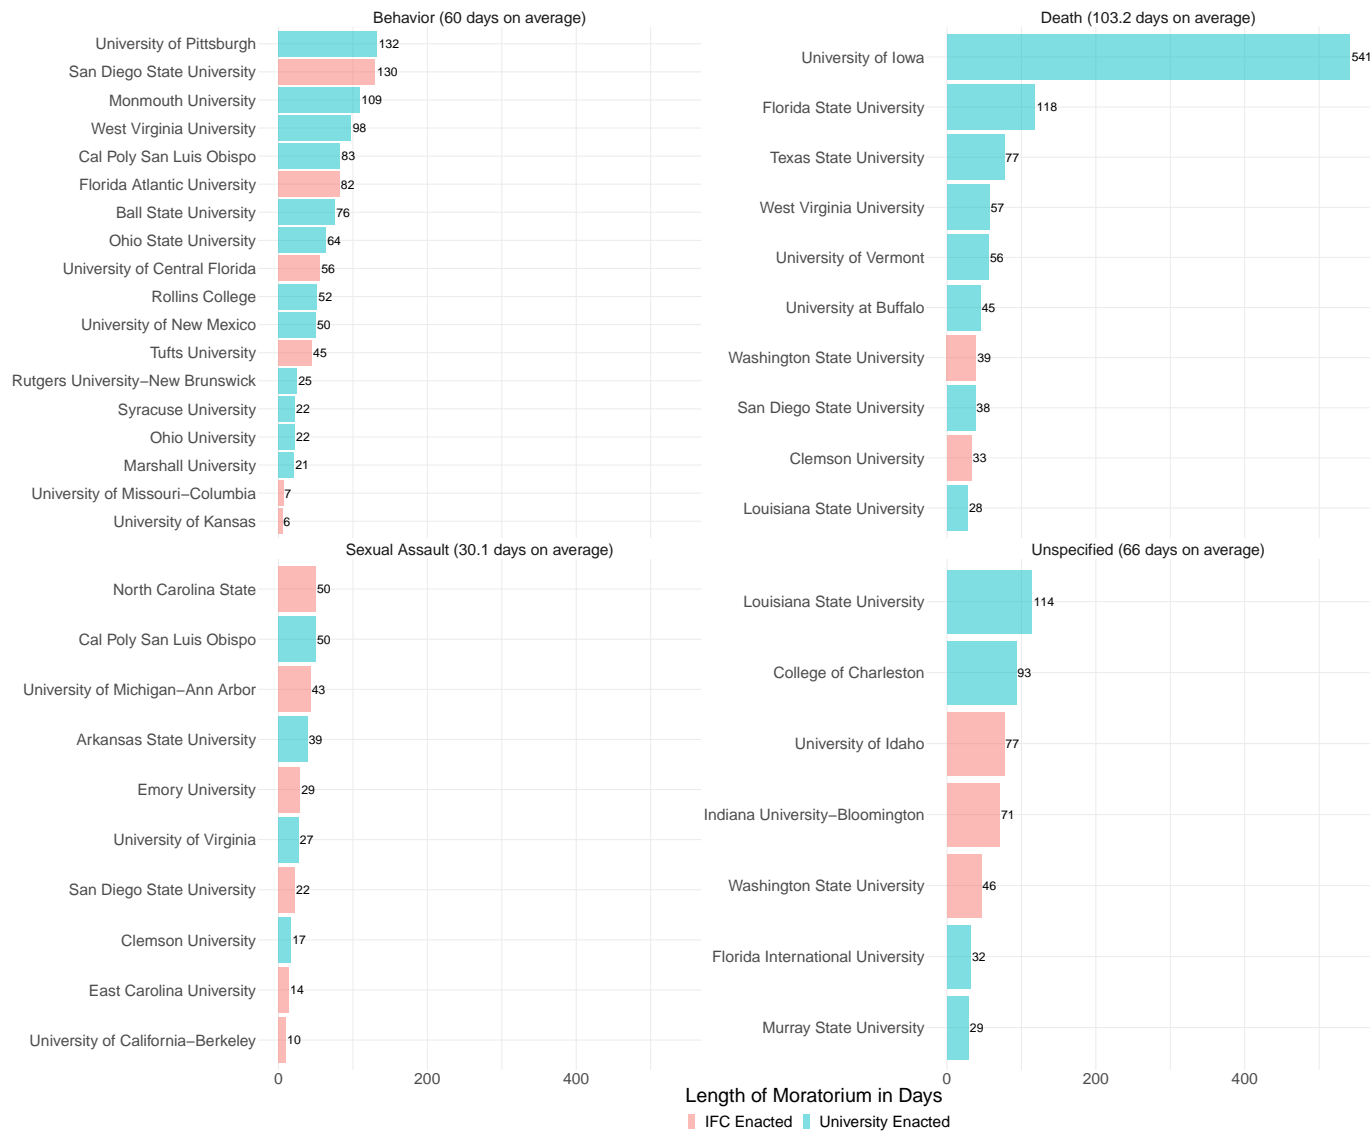 Behavior (60 days on average)
University of Pittsburgh 132
San Diego State University 130
Monmouth University 109
West Virginia University 98
Cal Poly San Luis Obispo 83
Florida Atlantic University 82
Ball State University 76
Ohio State University 64
University of Central Florida 56
Rollins College 52
University of New Mexico 50
Tufts University 45
Rutgers University−New Brunswick 25
Syracuse University 22
Ohio University 22
Marshall University 21
University of Missouri−Columbia 7
University of Kansas 6
Death (103.2 days on average)
University of Iowa 541
Florida State University 118
Texas State University 77
West Virginia University 57
University of Vermont 56
University at Buffalo 45
Washington State University 39
San Diego State University 38
Clemson University 33
Louisiana State University 28
Sexual Assault (30.1 days on average)
North Carolina State 50
Cal Poly San Luis Obispo 50
University of Michigan−Ann Arbor 43
Arkansas State University 39
Emory University 29
University of Virginia 27
San Diego State University 22
Clemson University 17
East Carolina University 14
University of California−Berkeley 10
0 200 400
Unspecified (66 days on average)
Louisiana State University 114
College of Charleston 93
University of Idaho 77
Indiana University−Bloomington 71
Washington State University 46
Florida International University 32
Murray State University 29
0 200 400
Length of Moratorium in Days
IFC Enacted University Enacted